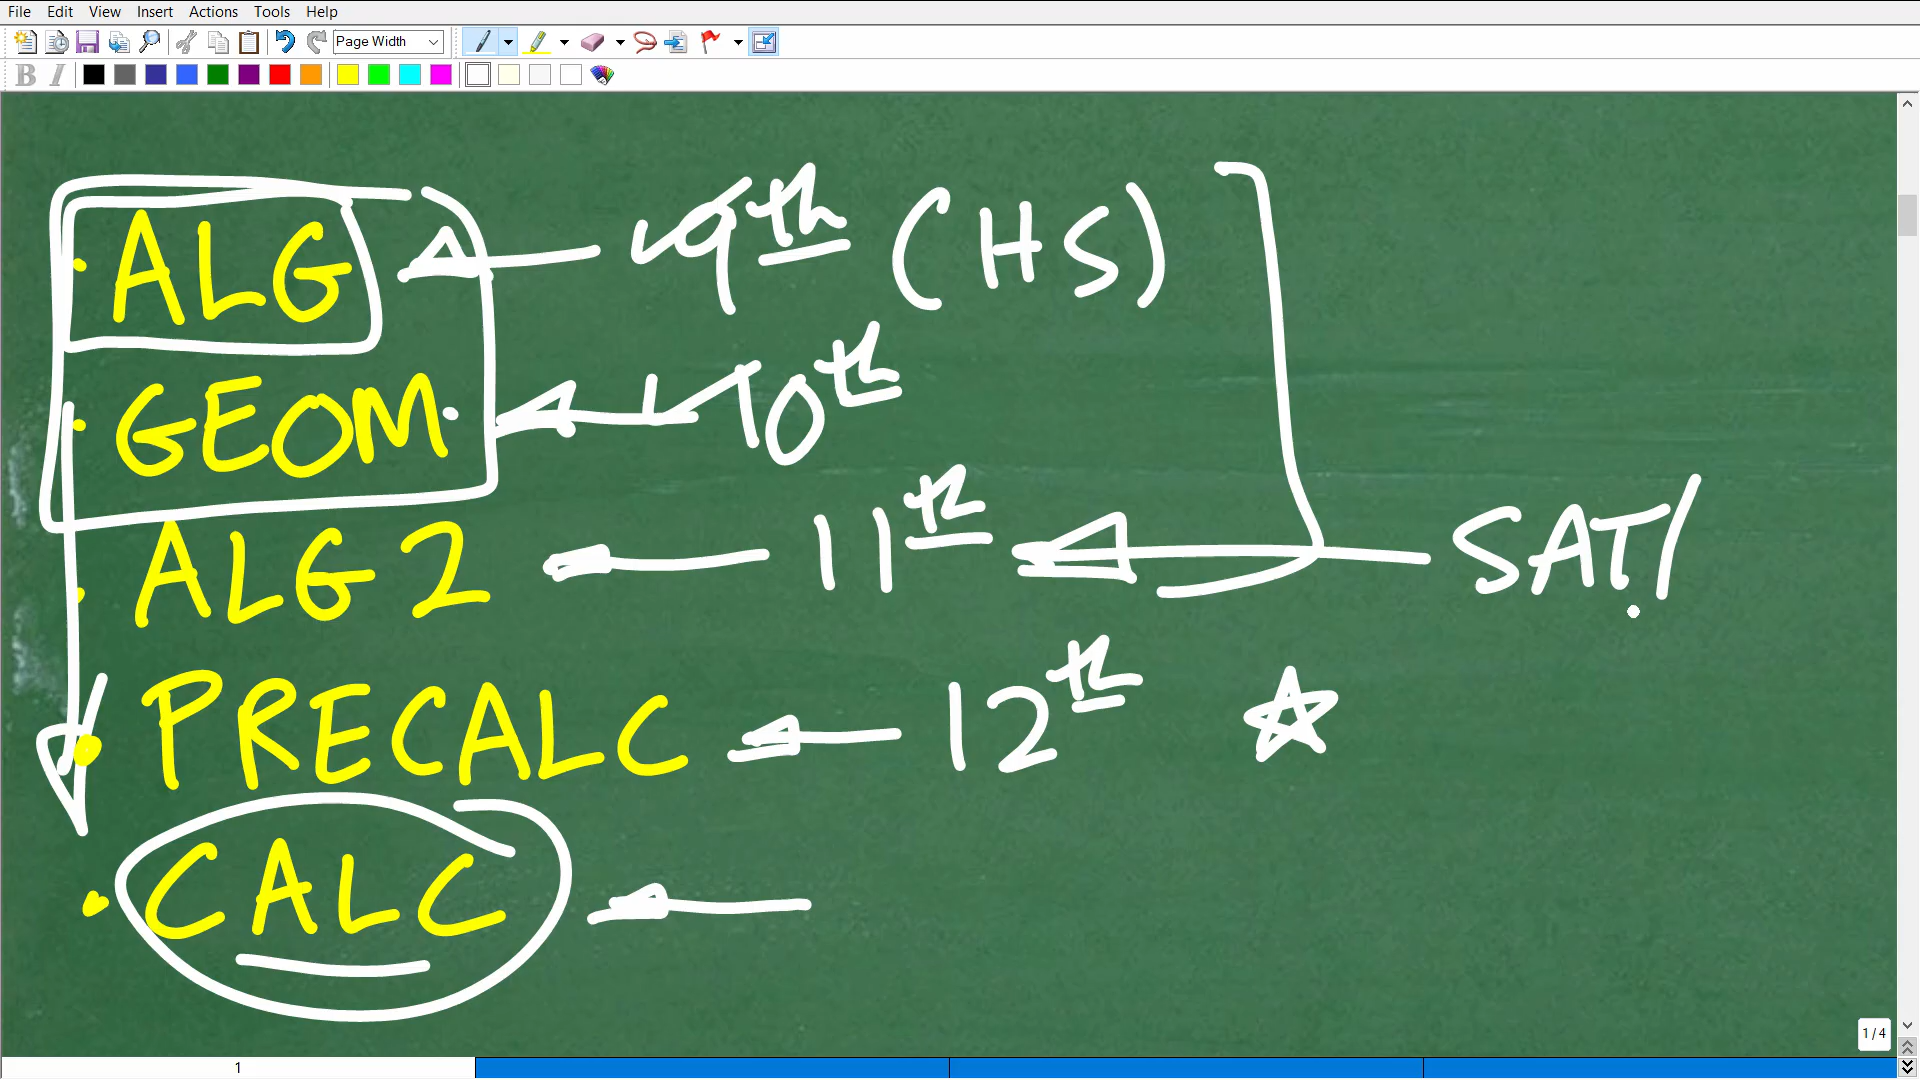 File Edit View Insert Actions Tools Help
Page Width
B I
• ALG 9th (HS)
• GEOM. 10th
• ALG 2 11th SAT/
• PRECALC 12th
• CALC
1 / 4
1